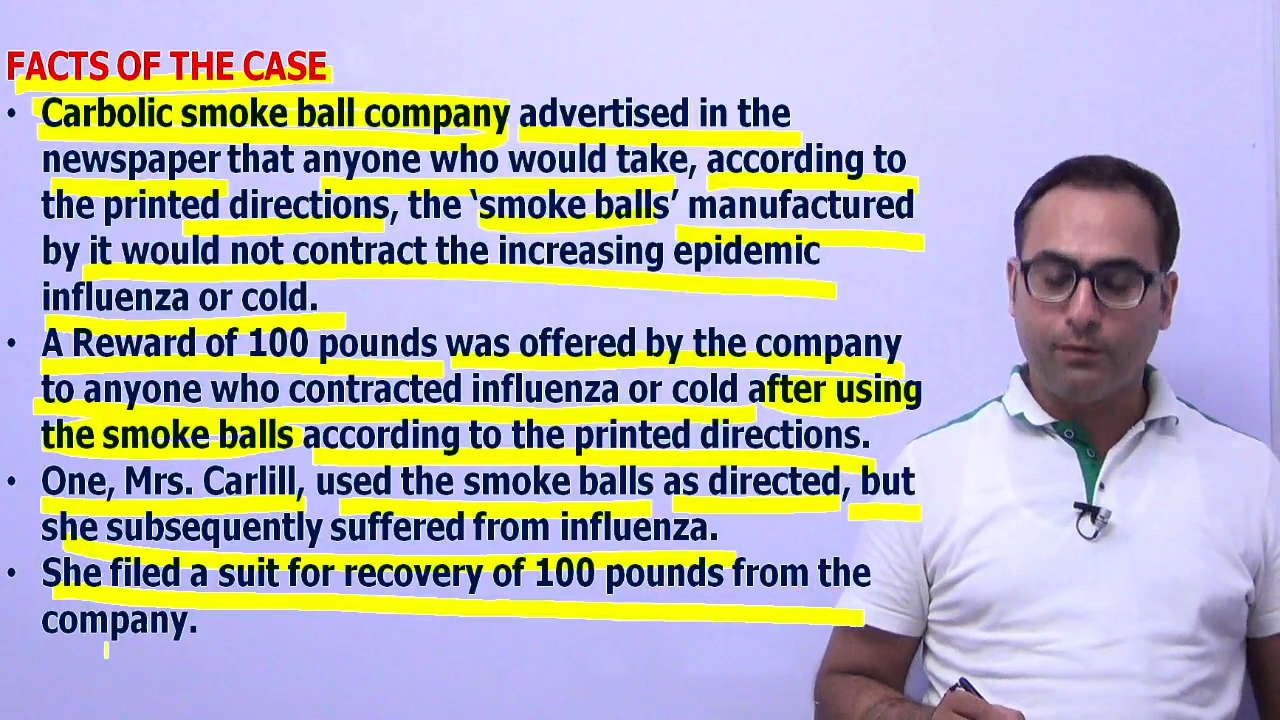 FACTS OF THE CASE
• Carbolic smoke ball company advertised in the
newspaper that anyone who would take, according to
the printed directions, the ‘smoke balls’ manufactured
by it would not contract the increasing epidemic
influenza or cold.
• A Reward of 100 pounds was offered by the company
to anyone who contracted influenza or cold after using
the smoke balls according to the printed directions.
• One, Mrs. Carlill, used the smoke balls as directed, but
she subsequently suffered from influenza.
• She filed a suit for recovery of 100 pounds from the
company.